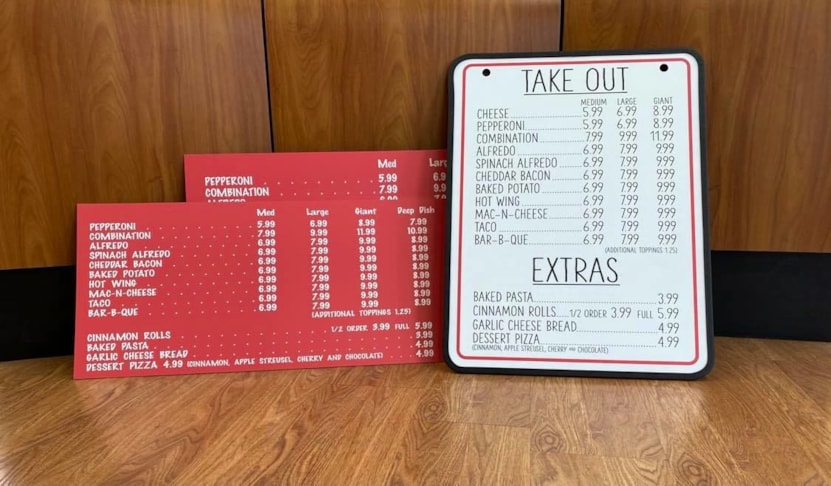 Med Larg
PEPPERONI 5.99 6.9
COMBINATION 7.99 9.9
Med Large Giant Deep Dish
PEPPERONI 5.99 6.99 8.99 7.99
COMBINATION 7.99 9.99 11.99 10.99
ALFREDO 6.99 7.99 9.99 8.99
SPINACH ALFREDO 6.99 7.99 9.99 8.99
CHEDDAR BACON 6.99 7.99 9.99 8.99
BAKED POTATO 6.99 7.99 9.99 8.99
HOT WING 6.99 7.99 9.99 8.99
MAC-N-CHEESE 6.99 7.99 9.99 8.99
TACO 6.99 7.99 9.99 8.99
BAR-B-QUE 6.99 7.99 9.99 8.99
(ADDITIONAL TOPPINGS 1.25)
CINNAMON ROLLS 1/2 ORDER 3.99 FULL 5.99
BAKED PASTA 3.99
GARLIC CHEESE BREAD 4.99
DESSERT PIZZA 4.99 (CINNAMON, APPLE STREUSEL, CHERRY AND CHOCOLATE) 4.99
TAKE OUT
MEDIUM LARGE GIANT
CHEESE 5.99 6.99 8.99
PEPPERONI 5.99 6.99 8.99
COMBINATION 7.99 9.99 11.99
ALFREDO 6.99 7.99 9.99
SPINACH ALFREDO 6.99 7.99 9.99
CHEDDAR BACON 6.99 7.99 9.99
BAKED POTATO 6.99 7.99 9.99
HOT WING 6.99 7.99 9.99
MAC-N-CHEESE 6.99 7.99 9.99
TACO 6.99 7.99 9.99
BAR-B-QUE 6.99 7.99 9.99
(ADDITIONAL TOPPINGS 1.25)
EXTRAS
BAKED PASTA 3.99
CINNAMON ROLLS 1/2 ORDER 3.99 FULL 5.99
GARLIC CHEESE BREAD 4.99
DESSERT PIZZA 4.99
(CINNAMON, APPLE STREUSEL, CHERRY AND CHOCOLATE)